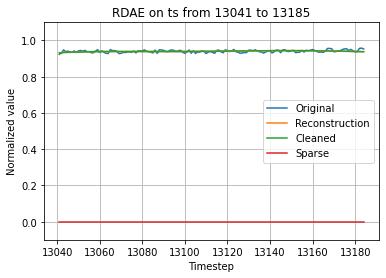 RDAE on ts from 13041 to 13185
Normalized value
1.0
0.8
0.6
0.4
0.2
0.0
Original
Reconstruction
Cleaned
Sparse
13040 13060 13080 13100 13120 13140 13160 13180
Timestep